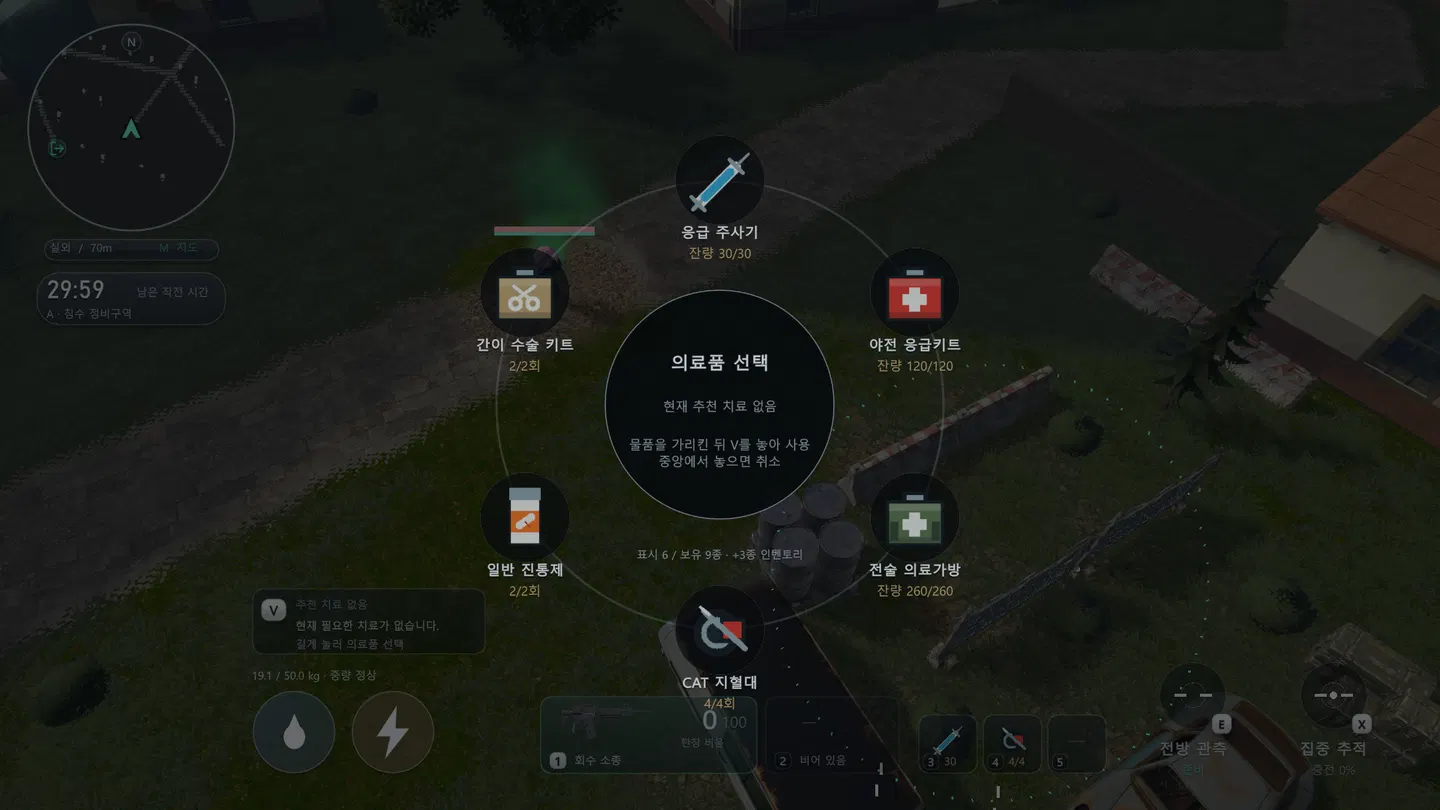 N
실외 / 70m
M 지도
29:59
남은 작전 시간
A · 침수 정비구역
응급 주사기
잔량 30/30
간이 수술 키트
2/2회
야전 응급키트
잔량 120/120
의료품 선택
현재 추천 치료 없음
물품을 가리킨 뒤 V를 놓아 사용
중앙에서 놓으면 취소
일반 진통제
2/2회
전술 의료가방
잔량 260/260
표시 6 / 보유 9종 · +3종 인벤토리
CAT 지혈대
4/4회
V
추천 치료 없음
현재 필요한 치료가 없습니다.
길게 눌러 의료품 선택
19.1 / 50.0 kg · 중량 정상
0 100
탄창 비움
1 회수 소총
2 비어 있음
3 30
4 4/4
5
E
전방 관측
준비
X
집중 추적
충전 0%